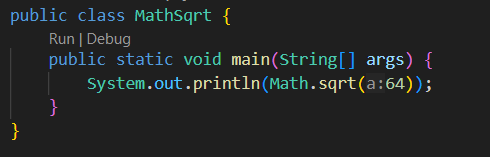 public class MathSqrt {
Run | Debug
public static void main(String[] args) {
System.out.println(Math.sqrt(a:64));
}
}